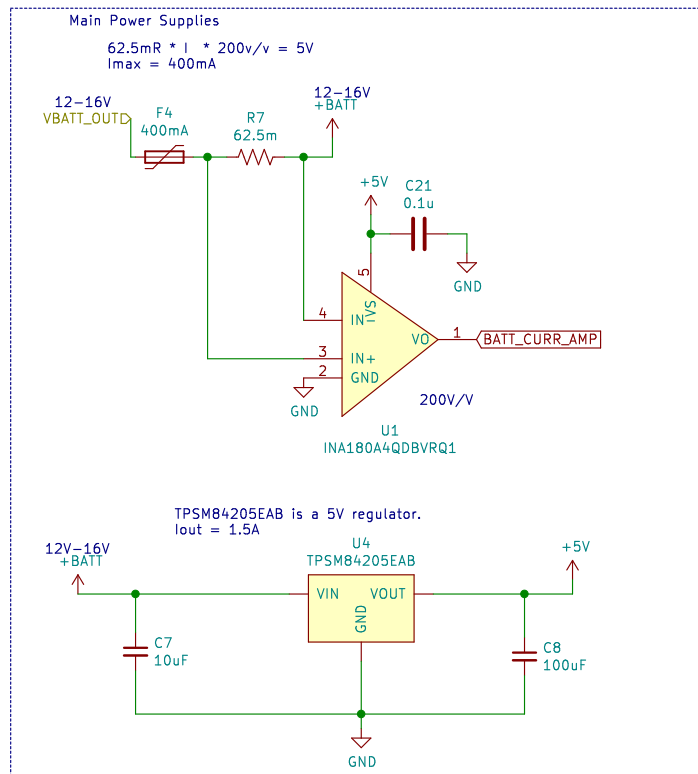 Main Power Supplies
62.5mR * I  * 200v/v = 5V
Imax = 400mA
12-16V
VBATT_OUT
F4
400mA
R7
62.5m
12-16V
+BATT
+5V
C21
0.1u
GND
5
+VS
4
IN-
3
IN+
2
GND
VO
1
BATT_CURR_AMP
GND
200V/V
U1
INA180A4QDBVRQ1
TPSM84205EAB is a 5V regulator.
Iout = 1.5A
12V-16V
+BATT
U4
TPSM84205EAB
+5V
VIN
VOUT
GND
C7
10uF
C8
100uF
GND